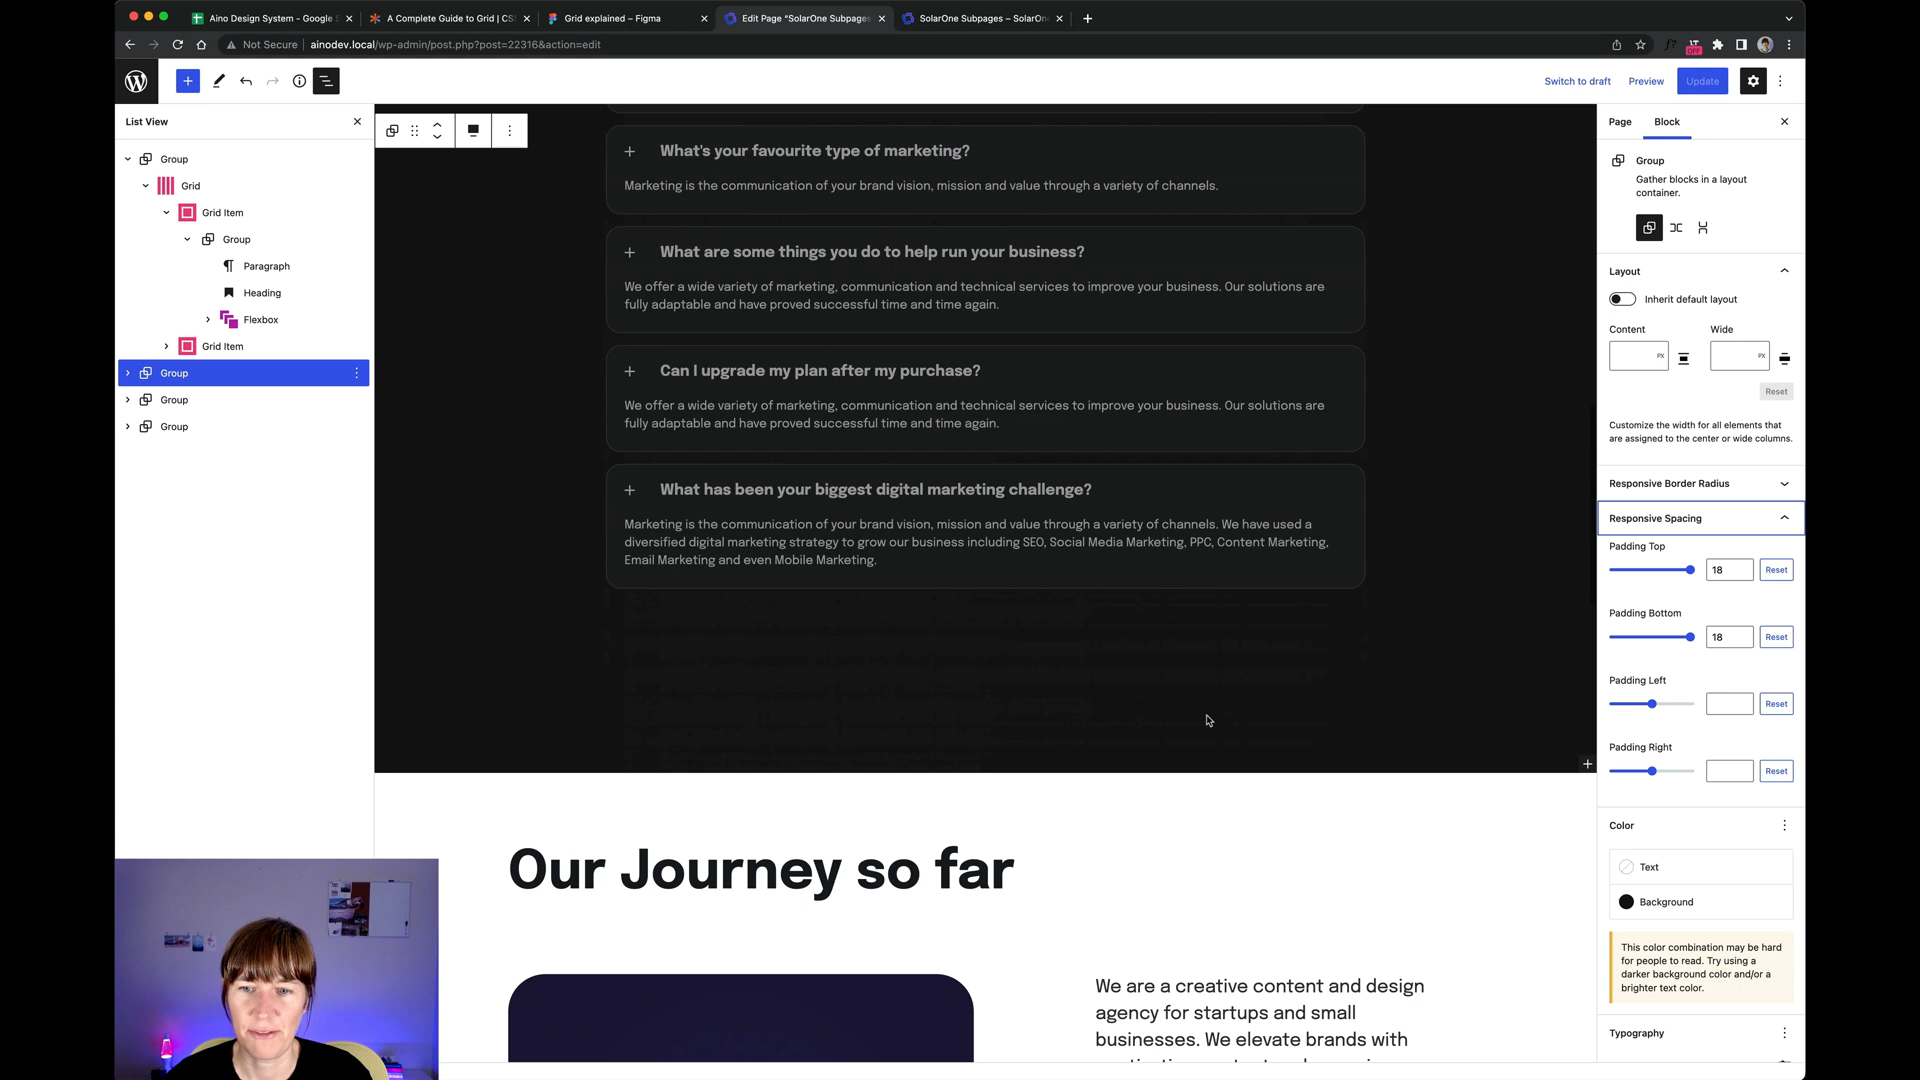 Aino Design System - Google S
A Complete Guide to Grid | CSS
Grid explained – Figma
Edit Page “SolarOne Subpages
SolarOne Subpages – SolarOne
Not Secure
ainodev.local/wp-admin/post.php?post=22316&action=edit
OFF
Switch to draft
Preview
Update
List View
Group
Grid
Grid Item
Group
Paragraph
Heading
Flexbox
Grid Item
Group
Group
Group
What's your favourite type of marketing?
Marketing is the communication of your brand vision, mission and value through a variety of channels.
What are some things you do to help run your business?
We offer a wide variety of marketing, communication and technical services to improve your business. Our solutions are
fully adaptable and have proved successful time and time again.
Can I upgrade my plan after my purchase?
We offer a wide variety of marketing, communication and technical services to improve your business. Our solutions are
fully adaptable and have proved successful time and time again.
What has been your biggest digital marketing challenge?
Marketing is the communication of your brand vision, mission and value through a variety of channels. We have used a
diversified digital marketing strategy to grow our business including SEO, Social Media Marketing, PPC, Content Marketing,
Email Marketing and even Mobile Marketing.
Our Journey so far
We are a creative content and design
agency for startups and small
businesses. We elevate brands with
Page
Block
Group
Gather blocks in a layout
container.
Layout
Inherit default layout
Content
Wide
PX
PX
Reset
Customize the width for all elements that
are assigned to the center or wide columns.
Responsive Border Radius
Responsive Spacing
Padding Top
18
Reset
Padding Bottom
18
Reset
Padding Left
Reset
Padding Right
Reset
Color
Text
Background
This color combination may be hard
for people to read. Try using a
darker background color and/or a
brighter text color.
Typography